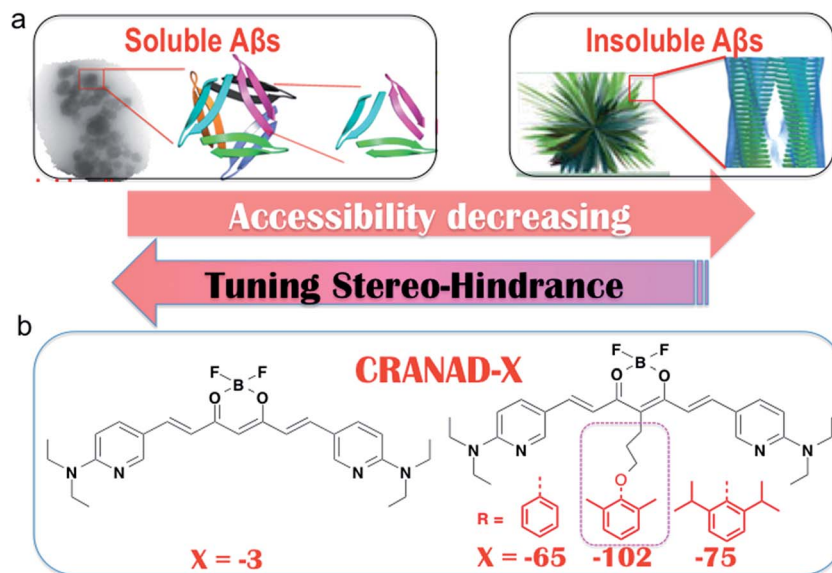 a
Soluble Aβs
Insoluble Aβs
Accessibility decreasing
Tuning Stereo-Hindrance
b
CRANAD-X
F F
B
O O
N N
N N
F F
B
O O
N N
N N
O
R =
X = -3
X = -65 -102 -75